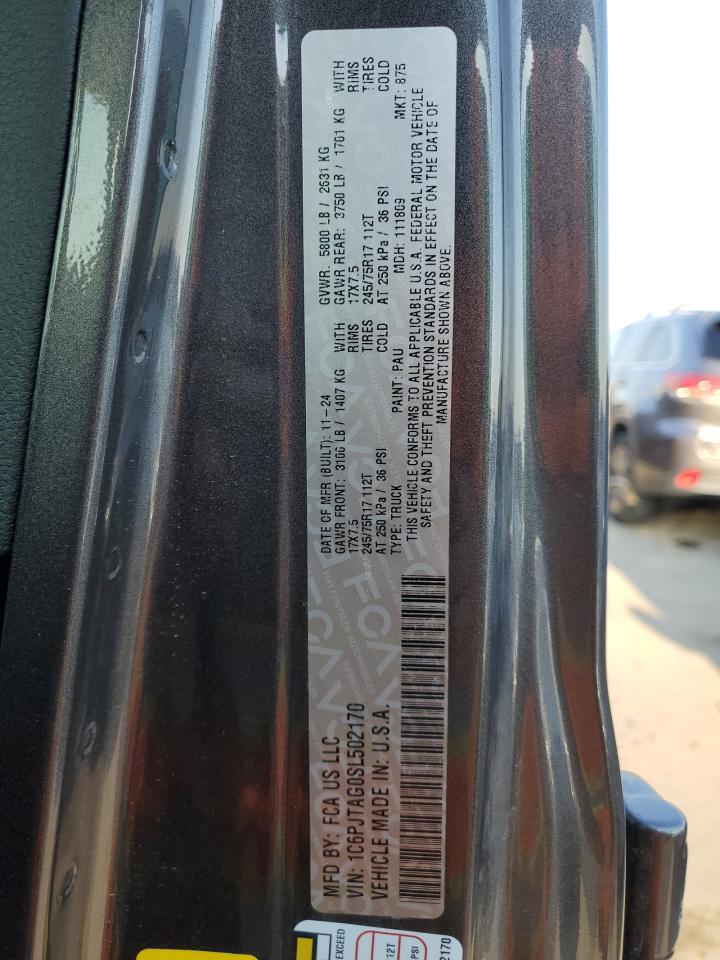 MFD BY: FCA US LLC
VIN: 1C6PJTAG0SL502170
VEHICLE MADE IN: U.S.A.
DATE OF MFR (BUILT): 11-24 GVWR: 5800 LB / 2631 KG
GAWR FRONT: 3100 LB / 1407 KG WITH GAWR REAR: 3750 LB / 1701 KG WITH
17X7.5 RIMS 17X7.5 RIMS
245/75R17 112T TIRES 245/75R17 112T TIRES
AT 250 kPa / 36 PSI COLD AT 250 kPa / 36 PSI COLD
TYPE: TRUCK PAINT: PAU MDH: 111809 MKT: 875
THIS VEHICLE CONFORMS TO ALL APPLICABLE U.S.A. FEDERAL MOTOR VEHICLE
SAFETY AND THEFT PREVENTION STANDARDS IN EFFECT ON THE DATE OF
MANUFACTURE SHOWN ABOVE.
EXCEED
12T
PSI
2170